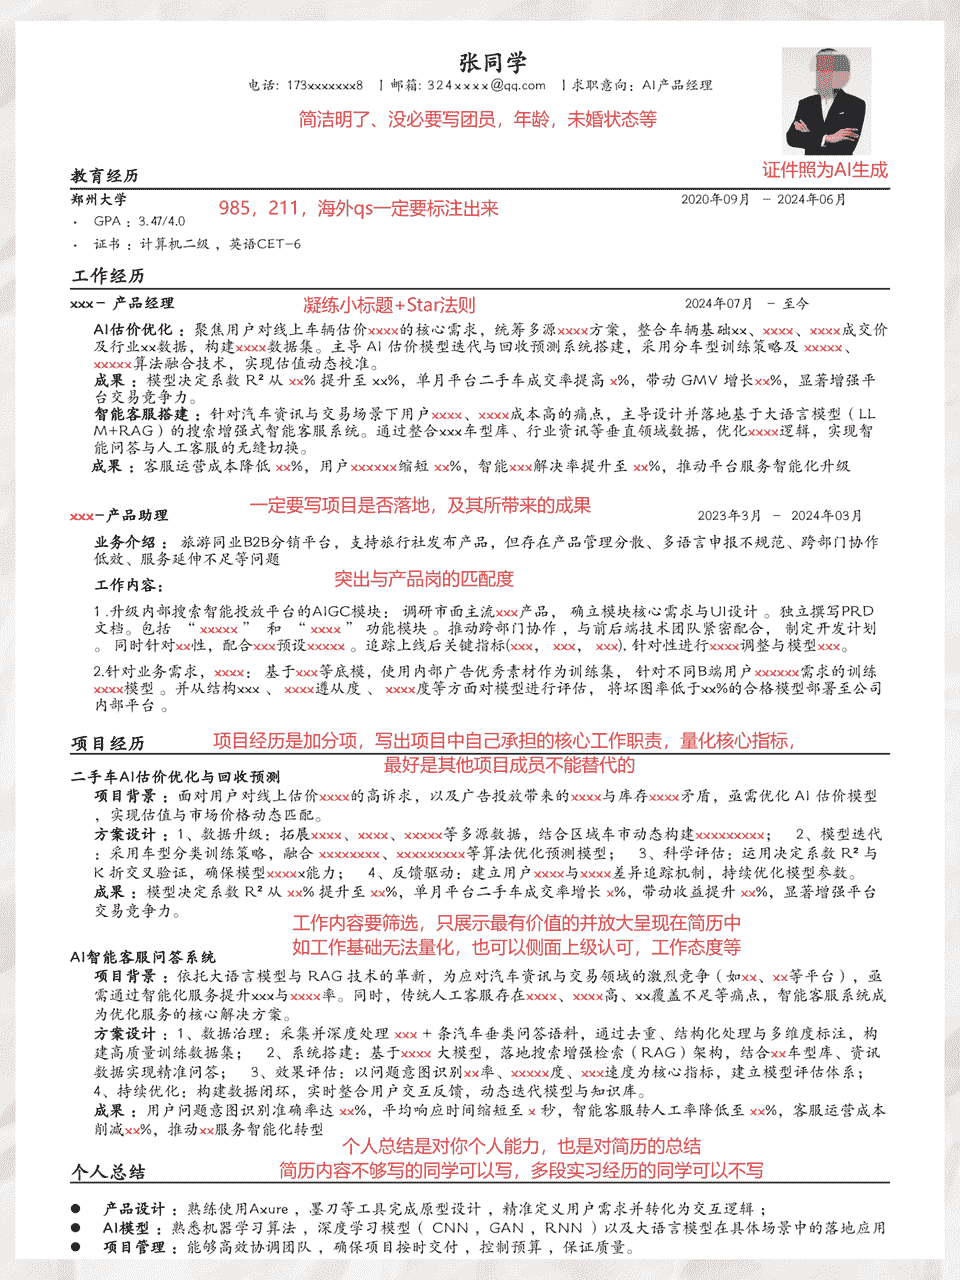 张同学
电话: 173xxxxxxx8 | 邮箱: 324xxxx@qq.com | 求职意向: AI产品经理
简洁明了、没必要写团员，年龄，未婚状态等
证件照为AI生成
教育经历
郑州大学 2020年09月 - 2024年06月
985，211，海外qs一定要标注出来
· GPA : 3.47/4.0
· 证书 : 计算机二级 , 英语CET-6
工作经历
xxx- 产品经理 2024年07月 - 至今
凝练小标题+Star法则
AI估价优化 : 聚焦用户对线上车辆估价xxxx的核心需求，统筹多源xxxx方案，整合车辆基础xx、xxxx、xxxx成交价
及行业xx数据，构建xxxx数据集。主导 AI 估价模型迭代与回收预测系统搭建，采用分车型训练策略及 xxxxx、
xxxxx算法融合技术，实现估值动态校准。
成果 : 模型决定系数 R² 从 xx% 提升至 xx%，单月平台二手车成交率提高 x%，带动 GMV 增长xx%，显著增强平
台交易竞争力。
智能客服搭建 : 针对汽车资讯与交易场景下用户xxxx、xxxx成本高的痛点，主导设计并落地基于大语言模型（LL
M+RAG）的搜索增强式智能客服系统。通过整合xxx车型库、行业资讯等垂直领域数据，优化xxxx逻辑，实现智
能问答与人工客服的无缝切换。
成果 : 客服运营成本降低 xx%，用户xxxxxx缩短 xx%，智能xxx解决率提升至 xx%，推动平台服务智能化升级
一定要写项目是否落地，及其所带来的成果
xxx-产品助理 2023年3月 - 2024年03月
业务介绍 : 旅游同业B2B分销平台，支持旅行社发布产品，但存在产品管理分散、多语言申报不规范、跨部门协作
低效、服务延伸不足等问题
突出与产品岗的匹配度
工作内容:
1 .升级内部搜索智能投放平台的AIGC模块： 调研市面主流xxx产品， 确立模块核心需求与UI设计 。独立撰写PRD
文档。包括 “ xxxxx ” 和 “ xxxx ” 功能模块 。推动跨部门协作 , 与前后端技术团队紧密配合， 制定开发计划
。 同时针对xx性，配合xxx预设xxxxx 。追踪上线后关键指标(xxx， xxx， xxx), 针对性进行xxxx调整与模型xxx。
2.针对业务需求，xxxx： 基于xxx等底模，使用内部广告优秀素材作为训练集， 针对不同B端用户xxxxxx需求的训练
xxxx模型 。并从结构xxx 、 xxxx遵从度 、 xxxx度等方面对模型进行评估， 将坏图率低于xx%的合格模型部署至公司
内部平台 。
项目经历
项目经历是加分项，写出项目中自己承担的核心工作职责，量化核心指标，
最好是其他项目成员不能替代的
二手车AI估价优化与回收预测
项目背景 : 面对用户对线上估价xxxx的高诉求，以及广告投放带来的xxxx与库存xxxx矛盾，亟需优化 AI 估价模型
，实现估值与市场价格动态匹配。
方案设计 : 1、数据升级：拓展xxxx、xxxx、xxxxx等多源数据，结合区域车市动态构建xxxxxxxxx； 2、模型迭代
：采用车型分类训练策略，融合 xxxxxxxx、xxxxxxxxx等算法优化预测模型； 3、科学评估：运用决定系数 R² 与
K 折交叉验证，确保模型xxxxx能力； 4、反馈驱动：建立用户xxxx与xxxx差异追踪机制，持续优化模型参数。
成果 : 模型决定系数 R² 从 xx% 提升至 xx%，单月平台二手车成交率增长 x%，带动收益提升 xx%，显著增强平台
交易竞争力。
工作内容要筛选，只展示最有价值的并放大呈现在简历中
如工作基础无法量化，也可以侧面上级认可，工作态度等
AI智能客服问答系统
项目背景 : 依托大语言模型与 RAG 技术的革新，为应对汽车资讯与交易领域的激烈竞争（如xx、xx等平台），亟
需通过智能化服务提升xxx与xxxx率。同时，传统人工客服存在xxxx、xxxx高、xx覆盖不足等痛点，智能客服系统成
为优化服务的核心解决方案。
方案设计 : 1、数据治理：采集并深度处理 xxx + 条汽车垂类问答语料，通过去重、结构化处理与多维度标注，构
建高质量训练数据集； 2、系统搭建：基于xxxx 大模型，落地搜索增强检索（RAG）架构，结合xx车型库、资讯
数据实现精准问答； 3、效果评估：以问题意图识别xx率、xxxxx度、xxx速度为核心指标，建立模型评估体系；
4、持续优化：构建数据闭环，实时整合用户交互反馈，动态迭代模型与知识库。
成果 : 用户问题意图识别准确率达 xx%，平均响应时间缩短至 x 秒，智能客服转人工率降低至 xx%，客服运营成本
削减xx%，推动xx服务智能化转型
个人总结是对你个人能力，也是对简历的总结
简历内容不够写的同学可以写，多段实习经历的同学可以不写
个人总结
● 产品设计 : 熟练使用Axure , 墨刀等工具完成原型设计 , 精准定义用户需求并转化为交互逻辑 ;
● AI模型 : 熟悉机器学习算法 , 深度学习模型 ( CNN , GAN , RNN ) 以及大语言模型在具体场景中的落地应用
● 项目管理 : 能够高效协调团队 , 确保项目按时交付 , 控制预算 , 保证质量。